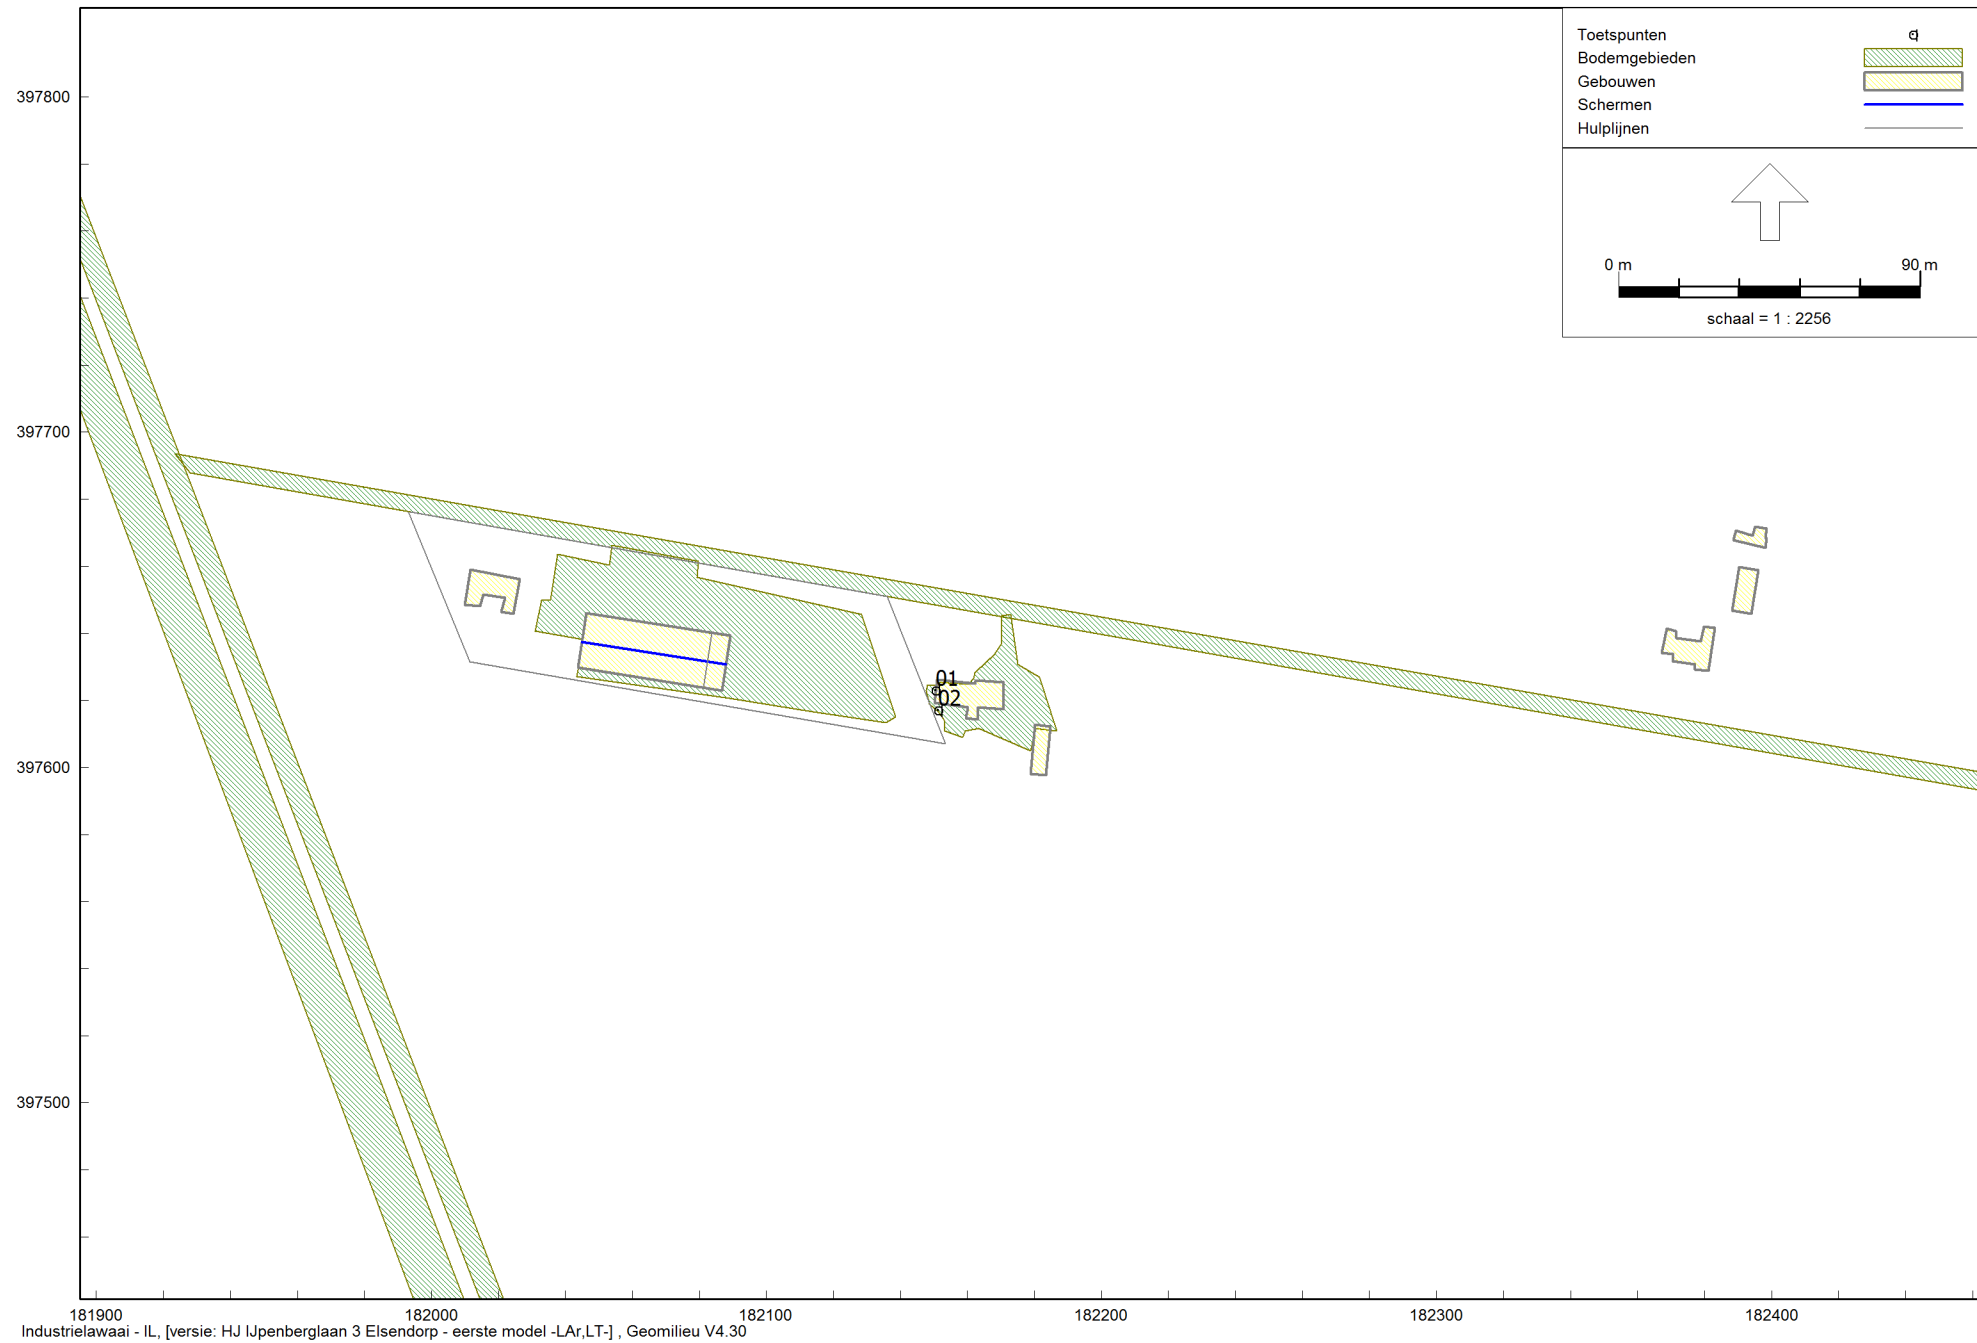 Toetspunten
Bodemgebieden
Gebouwen
Schermen
Hulplijnen
0 m 90 m
schaal = 1 : 2256
397800
397700
397600
397500
01
02
181900 182000 182100 182200 182300 182400
Industrielawaai - IL, [versie: HJ IJpenberglaan 3 Elsendorp - eerste model -LAr,LT-] , Geomilieu V4.30